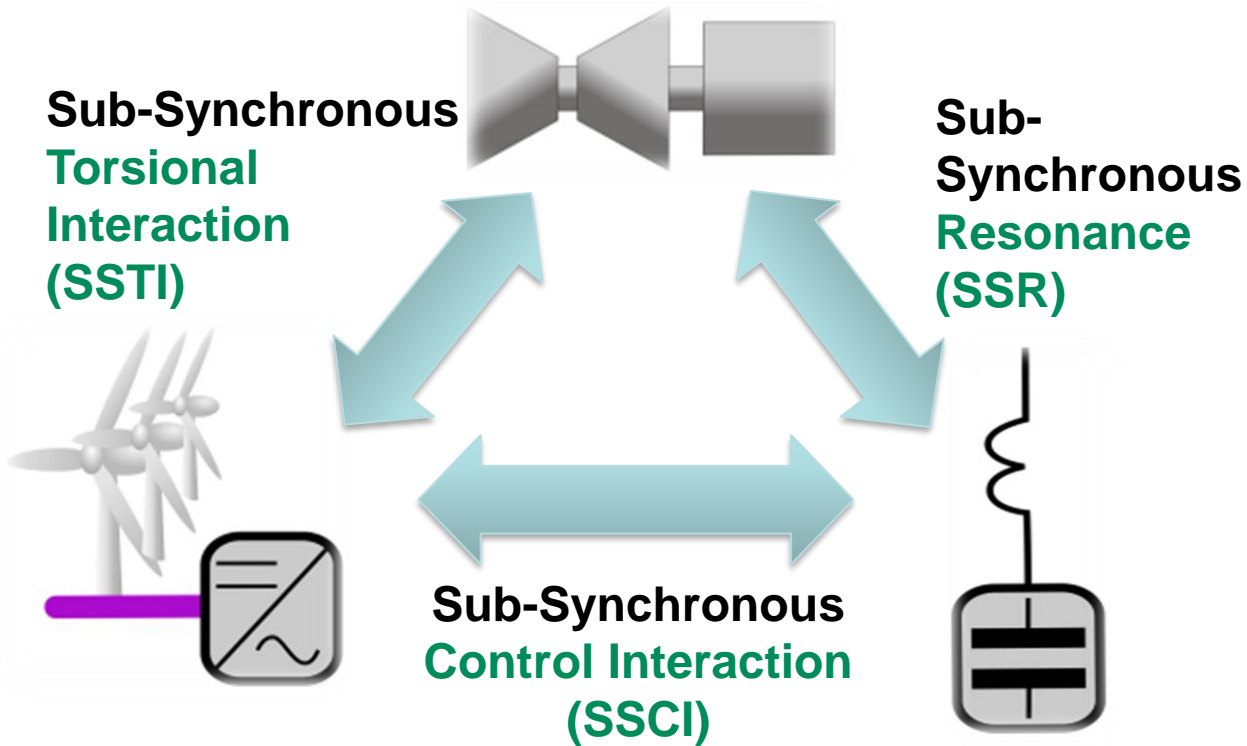 Sub-Synchronous
Torsional
Interaction
(SSTI)
Sub-
Synchronous
Resonance
(SSR)
Sub-Synchronous
Control Interaction
(SSCI)